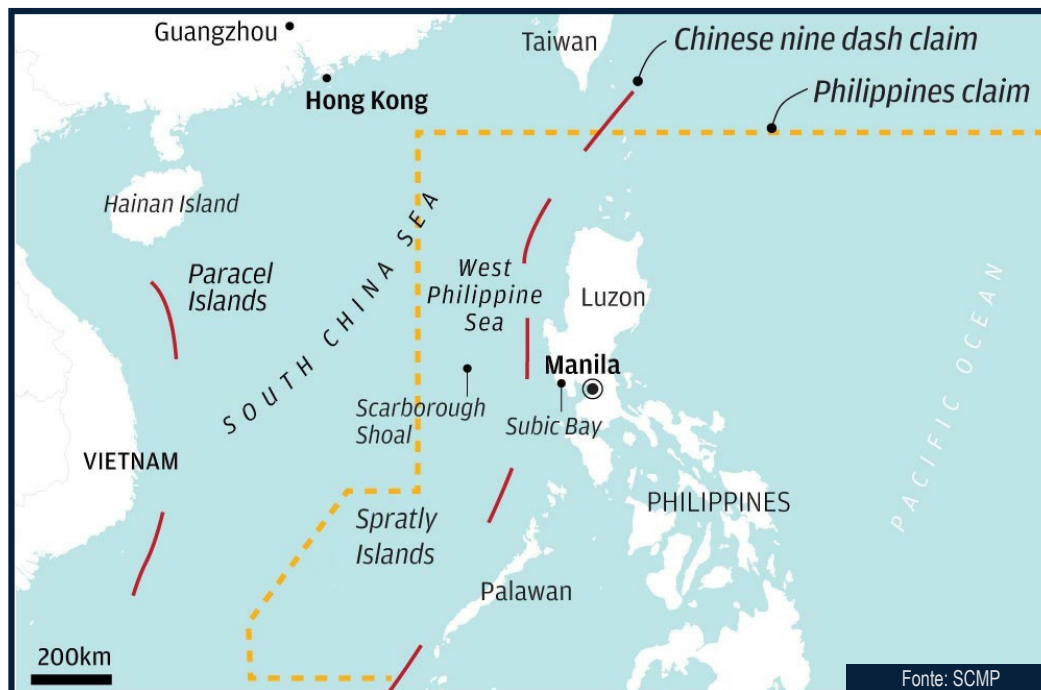 Guangzhou
Taiwan
Chinese nine dash claim
Hong Kong
Philippines claim
Hainan Island
SOUTH CHINA SEA
Paracel
Islands
West
Philippine
Sea
Luzon
PACIFIC OCEAN
Manila
Scarborough
Shoal
Subic Bay
VIETNAM
PHILIPPINES
Spratly
Islands
Palawan
200km
Fonte: SCMP